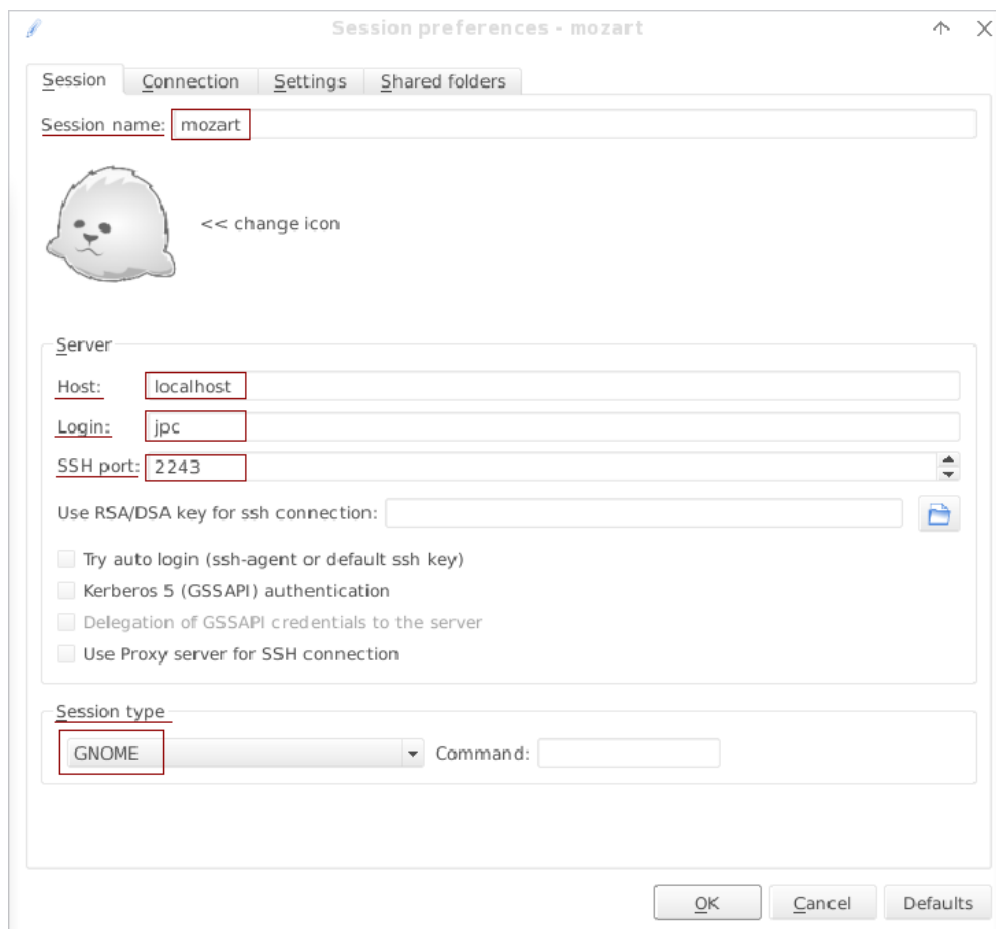 Session preferences - mozart
Session Connection Settings Shared folders
Session name: mozart
<< change icon
Server
Host: localhost
Login: jpc
SSH port: 2243
Use RSA/DSA key for ssh connection:
Try auto login (ssh-agent or default ssh key)
Kerberos 5 (GSSAPI) authentication
Delegation of GSSAPI credentials to the server
Use Proxy server for SSH connection
Session type
GNOME Command:
OK Cancel Defaults